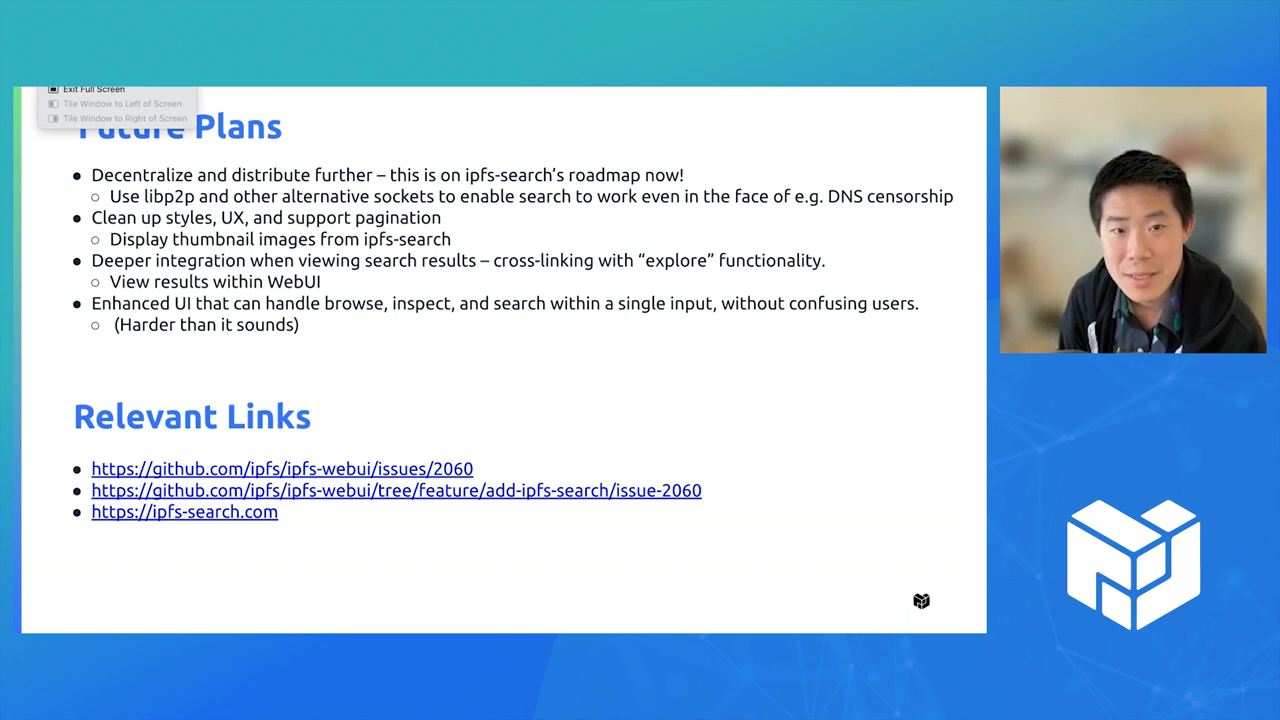 Exit Full Screen
Tile Window to Left of Screen
Tile Window to Right of Screen
Future Plans
● Decentralize and distribute further – this is on ipfs-search’s roadmap now!
○ Use libp2p and other alternative sockets to enable search to work even in the face of e.g. DNS censorship
● Clean up styles, UX, and support pagination
○ Display thumbnail images from ipfs-search
● Deeper integration when viewing search results – cross-linking with “explore” functionality.
○ View results within WebUI
● Enhanced UI that can handle browse, inspect, and search within a single input, without confusing users.
○ (Harder than it sounds)
Relevant Links
● https://github.com/ipfs/ipfs-webui/issues/2060
● https://github.com/ipfs/ipfs-webui/tree/feature/add-ipfs-search/issue-2060
● https://ipfs-search.com